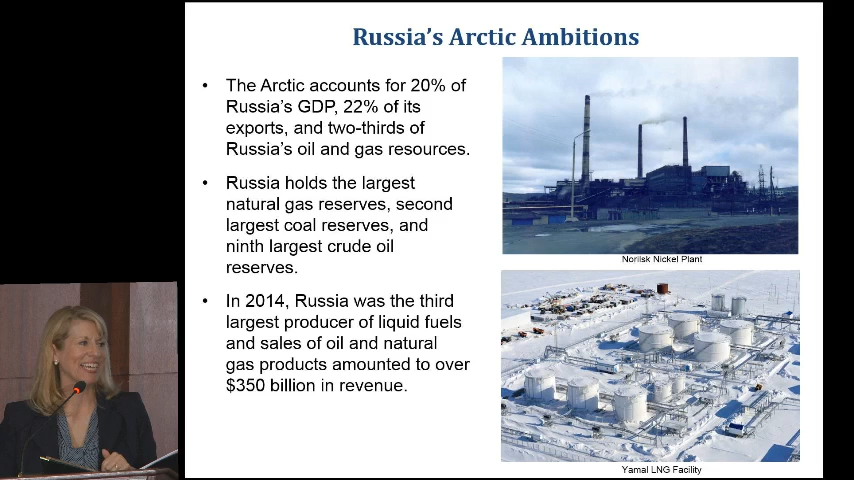 Russia's Arctic Ambitions
• The Arctic accounts for 20% of
Russia's GDP, 22% of its
exports, and two-thirds of
Russia's oil and gas resources.
• Russia holds the largest
natural gas reserves, second
largest coal reserves, and
ninth largest crude oil
reserves.
• In 2014, Russia was the third
largest producer of liquid fuels
and sales of oil and natural
gas products amounted to over
$350 billion in revenue.
Norilsk Nickel Plant
Yamal LNG Facility